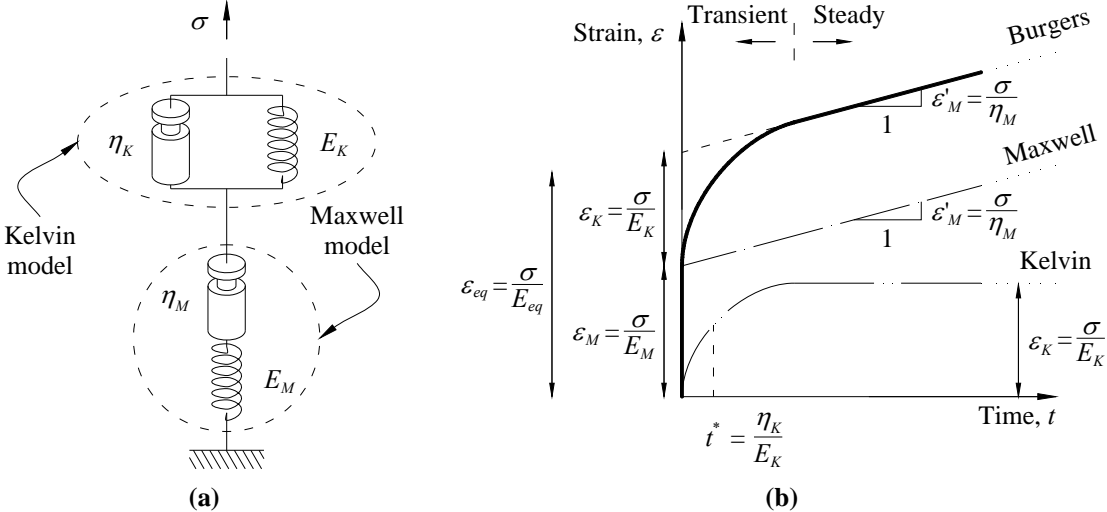 σ
η_K
E_K
Kelvin
model
Maxwell
model
η_M
E_M
(a)
Transient
Steady
Strain, ε
Burgers
ε'_M = σ/η_M
1
Maxwell
ε_K = σ/E_K
ε'_M = σ/η_M
1
Kelvin
ε_eq = σ/E_eq
ε_M = σ/E_M
ε_K = σ/E_K
Time, t
t* = η_K/E_K
(b)